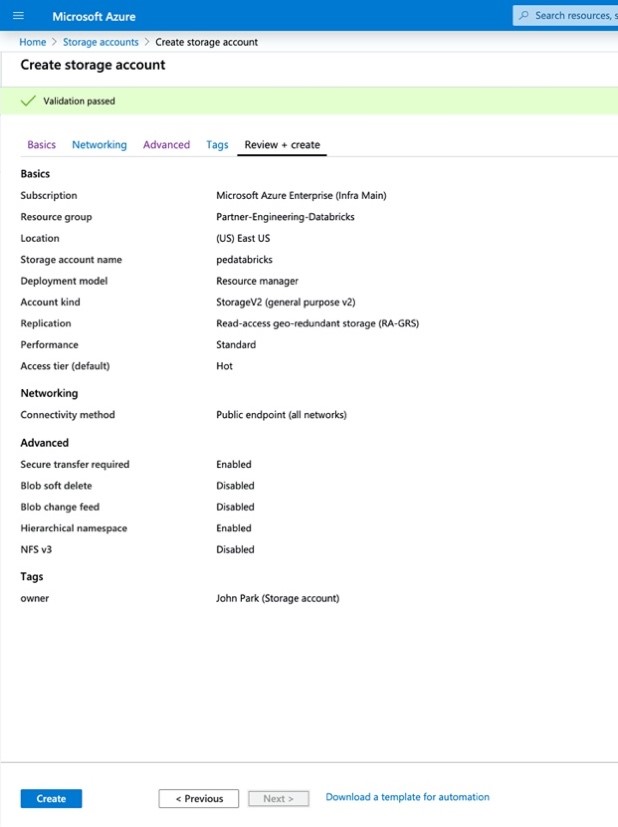 Microsoft Azure
Search resources, s
Home > Storage accounts > Create storage account
Create storage account
Validation passed
Basics Networking Advanced Tags Review + create
Basics
Subscription Microsoft Azure Enterprise (Infra Main)
Resource group Partner-Engineering-Databricks
Location (US) East US
Storage account name pedatabricks
Deployment model Resource manager
Account kind StorageV2 (general purpose v2)
Replication Read-access geo-redundant storage (RA-GRS)
Performance Standard
Access tier (default) Hot
Networking
Connectivity method Public endpoint (all networks)
Advanced
Secure transfer required Enabled
Blob soft delete Disabled
Blob change feed Disabled
Hierarchical namespace Enabled
NFS v3 Disabled
Tags
owner John Park (Storage account)
Create < Previous Next > Download a template for automation